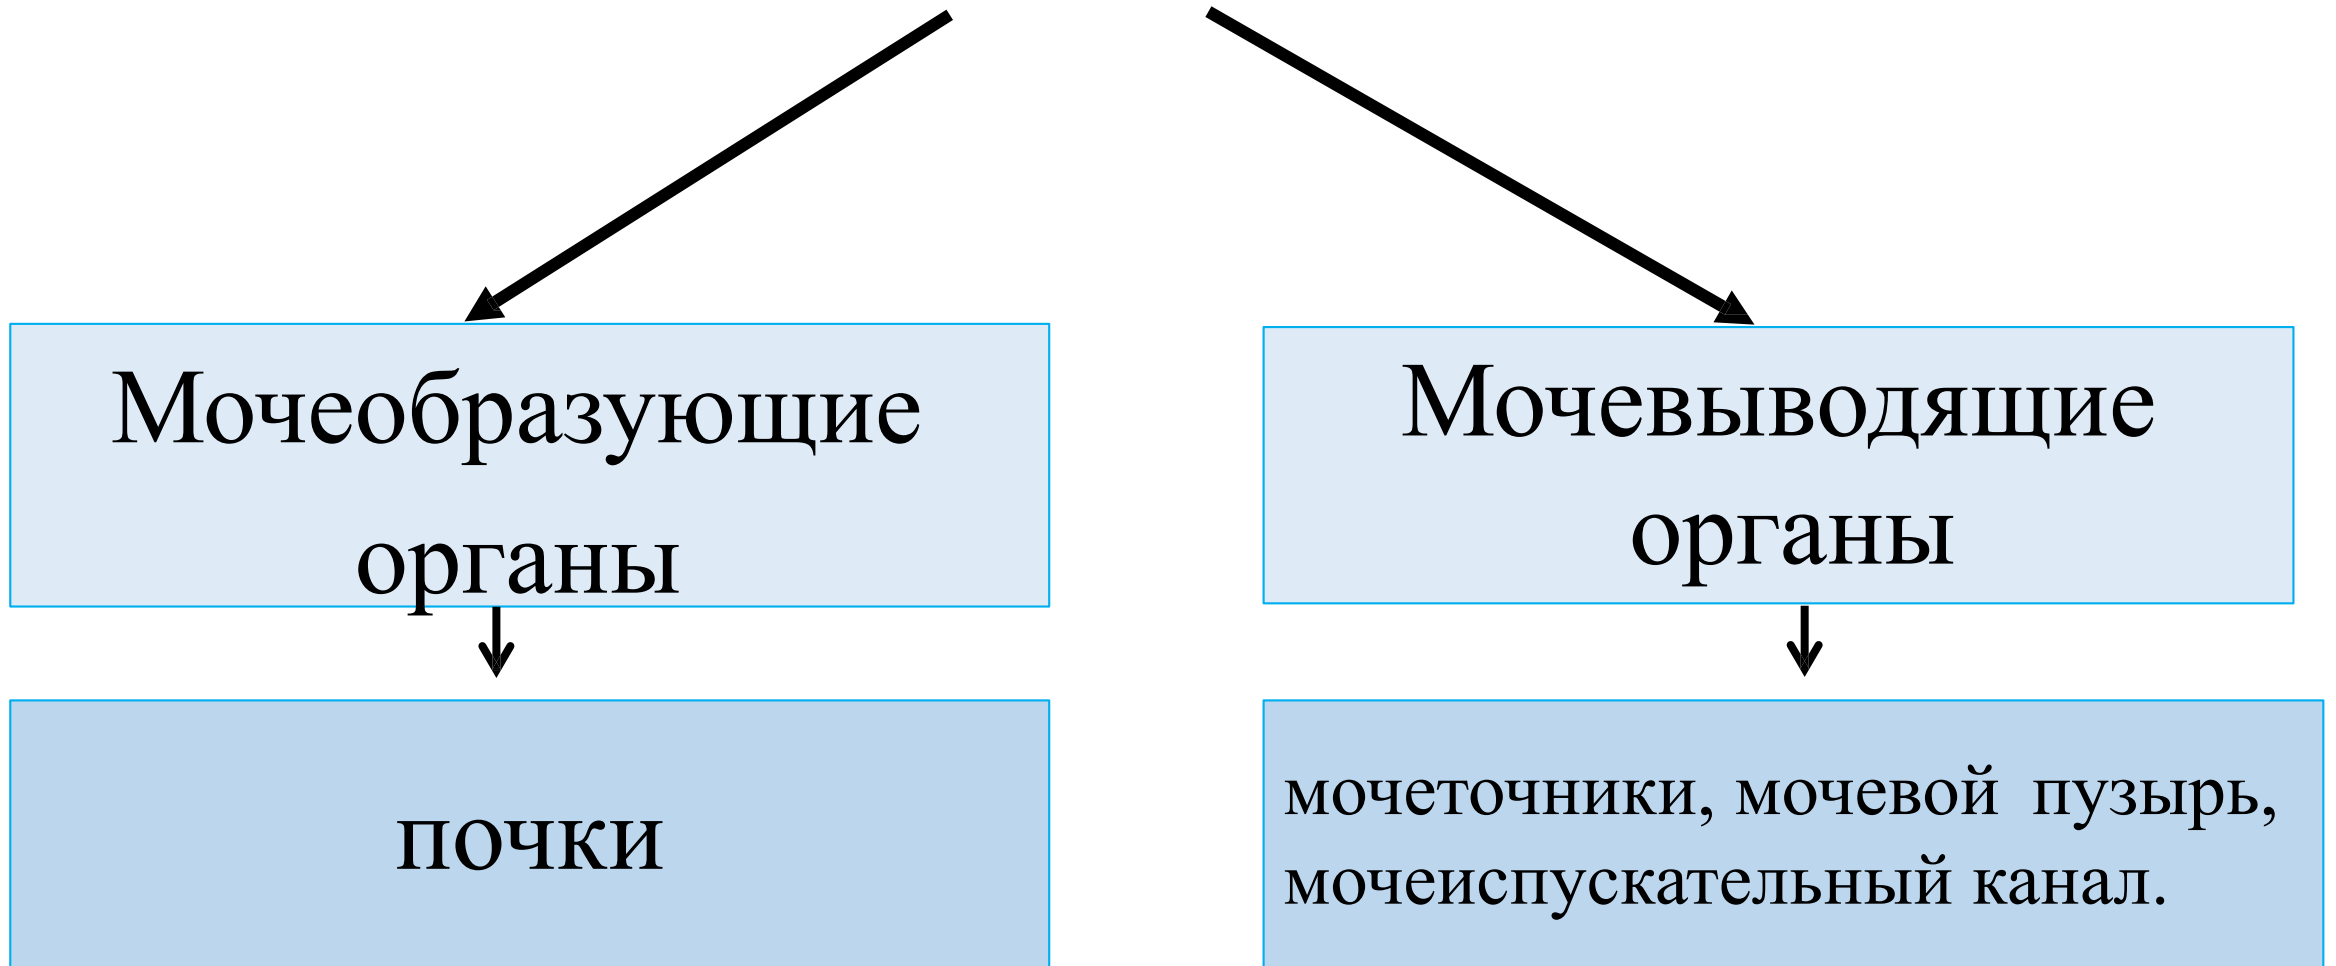 Мочеобразующие
органы
Мочевыводящие
органы
почки
мочеточники, мочевой пузырь,
мочеиспускательный канал.